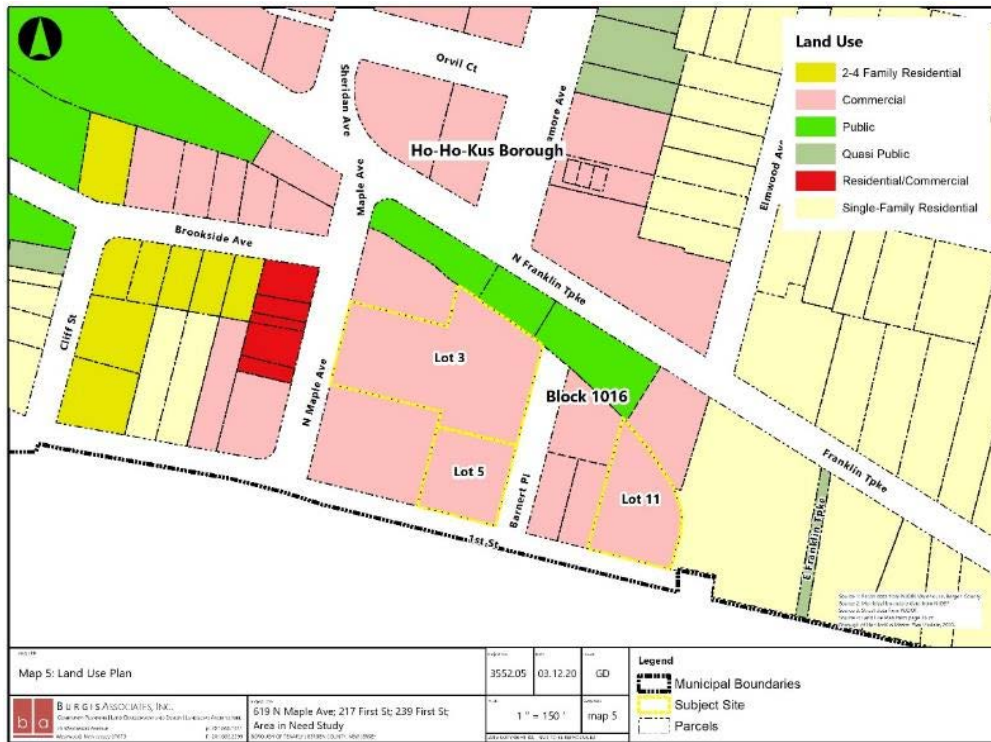 Land Use
2-4 Family Residential
Commercial
Public
Quasi Public
Residential/Commercial
Single-Family Residential
Orvil Ct
Sheridan Ave
amore Ave
Elmwood Ave
Ho-Ho-Kus Borough
Maple Ave
Brookside Ave
N Franklin Tpke
Cliff St
N Maple Ave
Lot 3
Block 1016
Lot 5
Barnert Pl
Lot 11
Franklin Tpke
E Franklin Tpke
1st St
Map 5: Land Use Plan
3552.05
03.12.20
GD
1" = 150'
map 5
ba
BURGIS ASSOCIATES, INC.
619 N Maple Ave; 217 First St; 239 First St;
Area in Need Study
Legend
Municipal Boundaries
Subject Site
Parcels